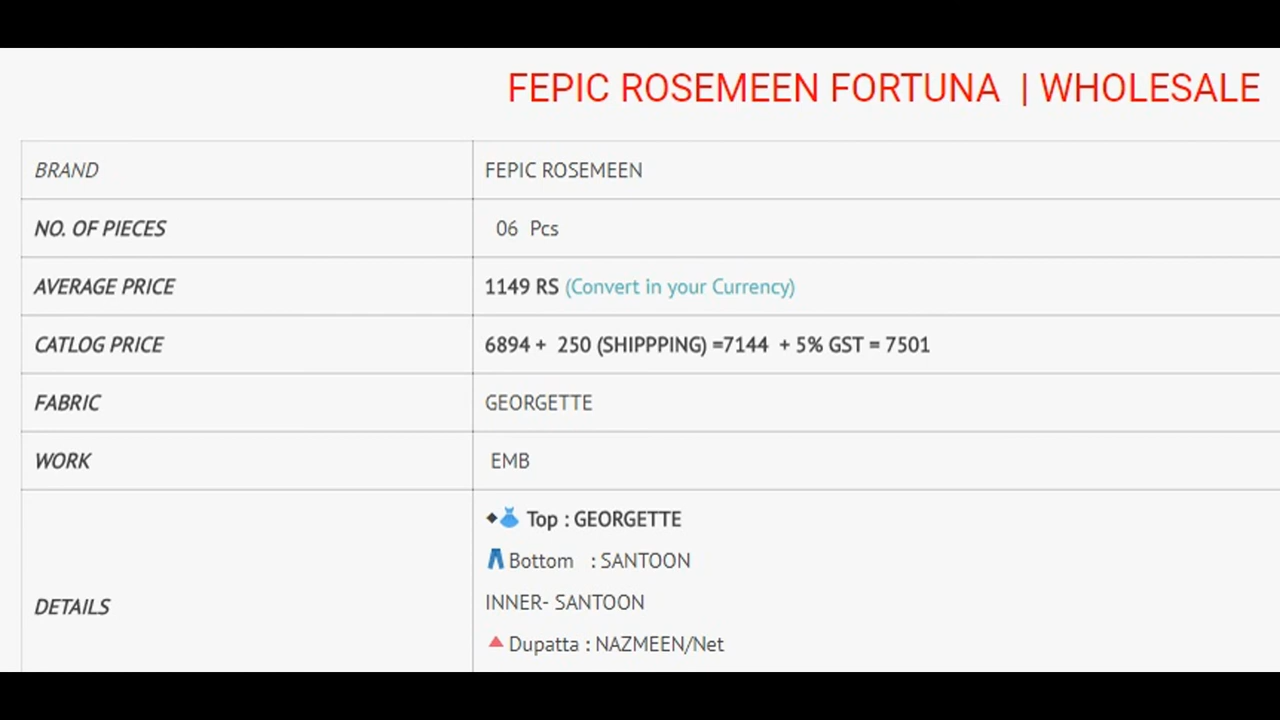 FEPIC ROSEMEEN FORTUNA | WHOLESALE
BRAND FEPIC ROSEMEEN
NO. OF PIECES 06 Pcs
AVERAGE PRICE 1149 RS (Convert in your Currency)
CATLOG PRICE 6894 + 250 (SHIPPPING) =7144 + 5% GST = 7501
FABRIC GEORGETTE
WORK EMB
DETAILS
◆👗 Top : GEORGETTE
👖Bottom : SANTOON
INNER- SANTOON
🔺Dupatta : NAZMEEN/Net